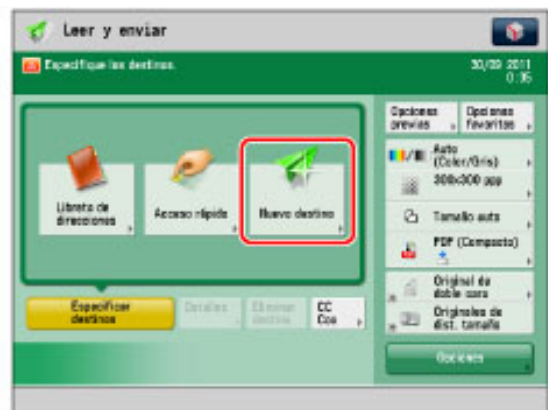 Leer y enviar
Especifique los destinos.
30/09 2011
0:35
Opciones previas
Opciones favoritas
Libreta de direcciones
Acceso rápido
Nuevo destino
Auto (Color/Gris)
300x300 ppp
Tamaño auto
PDF (Compacto)
Original de doble cara
Originales de dist. tamaño
Especificar destinos
Detalles
Eliminar destino
CC
Cco
Opciones